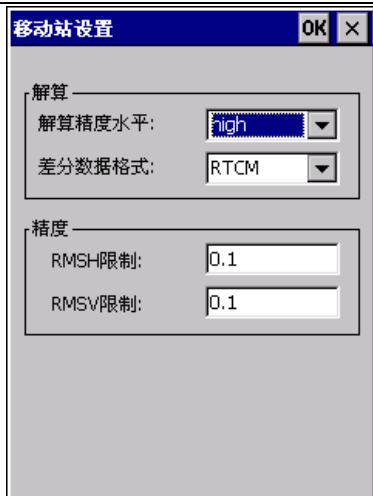 移动站设置 OK ×
解算
解算精度水平: high
差分数据格式: RTCM
精度
RMSH限制: 0.1
RMSV限制: 0.1